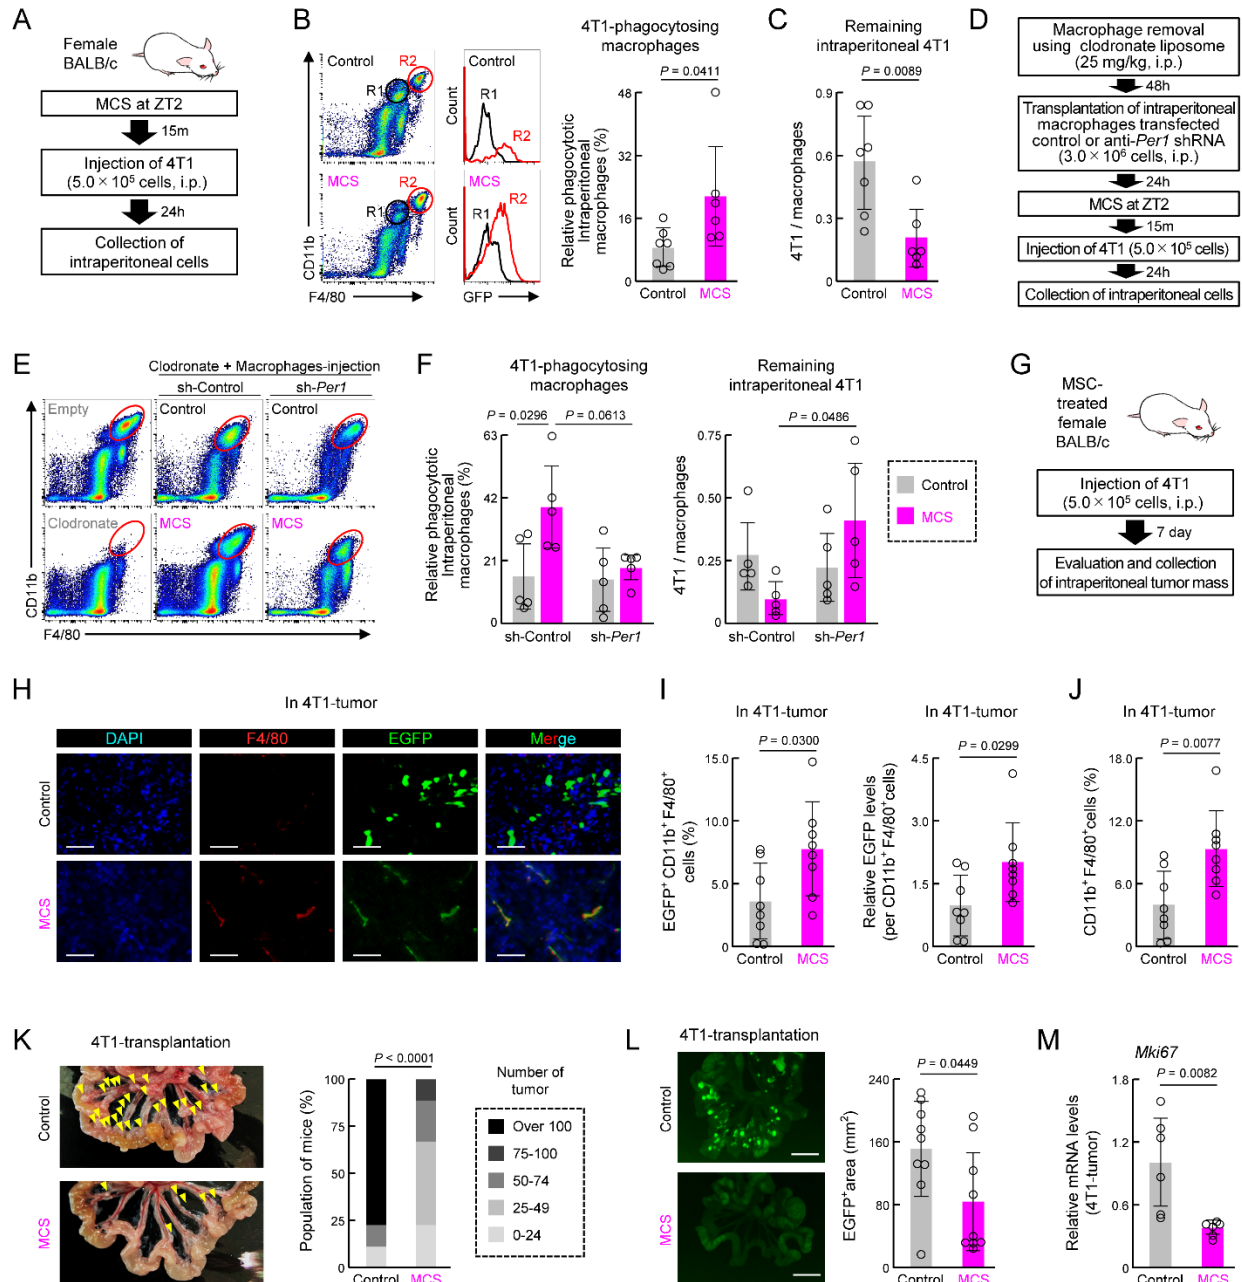 A
Female
BALB/c
MCS at ZT2
15m
Injection of 4T1
(5.0×10⁵ cells, i.p.)
24h
Collection of
intraperitoneal cells
B
Control
R1
R2
MCS
R1
R2
CD11b
F4/80
Control
Count
R1
R2
MCS
Count
R1
R2
GFP
4T1-phagocytosing
macrophages
P = 0.0411
Relative phagocytotic
Intraperitoneal
macrophages (%)
48
32
16
0
Control
MCS
C
Remaining
intraperitoneal 4T1
P = 0.0089
4T1 / macrophages
0.9
0.6
0.3
0
Control
MCS
D
Macrophage removal
using clodronate liposome
(25 mg/kg, i.p.)
48h
Transplantation of intraperitoneal
macrophages transfected
control or anti-Per1 shRNA
(3.0×10⁶ cells, i.p.)
24h
MCS at ZT2
15m
Injection of 4T1 (5.0×10⁵ cells)
24h
Collection of intraperitoneal cells
E
Clodronate + Macrophages-injection
sh-Control
sh-Per1
Empty
Control
Control
Clodronate
MCS
MCS
CD11b
F4/80
F
4T1-phagocytosing
macrophages
P = 0.0296
P = 0.0613
Relative phagocytotic
Intraperitoneal
macrophages (%)
63
42
21
0
sh-Control
sh-Per1
Remaining
intraperitoneal 4T1
P = 0.0486
4T1 / macrophages
0.75
0.50
0.25
0
sh-Control
sh-Per1
Control
MCS
G
MSC-
treated
female
BALB/c
Injection of 4T1
(5.0×10⁵ cells, i.p.)
7 day
Evaluation and collection
of intraperitoneal tumor mass
H
In 4T1-tumor
DAPI
F4/80
EGFP
Merge
Control
MCS
I
In 4T1-tumor
P = 0.0300
EGFP⁺ CD11b⁺ F4/80⁺
cells (%)
15.0
10.0
5.0
0
Control
MCS
In 4T1-tumor
P = 0.0299
Relative EGFP levels
(per CD11b⁺ F4/80⁺cells)
4.5
3.0
1.5
0
Control
MCS
J
In 4T1-tumor
P = 0.0077
CD11b⁺ F4/80⁺cells (%)
18.0
12.0
6.0
0
Control
MCS
K
4T1-transplantation
Control
MCS
P < 0.0001
Population of mice (%)
100
75
50
25
0
Control
MCS
Number of
tumor
Over 100
75-100
50-74
25-49
0-24
L
4T1-transplantation
Control
MCS
P = 0.0449
EGFP⁺area (mm²)
240
160
80
0
Control
MCS
M
Mki67
P = 0.0082
Relative mRNA levels
(4T1-tumor)
1.8
1.2
0.6
0
Control
MCS